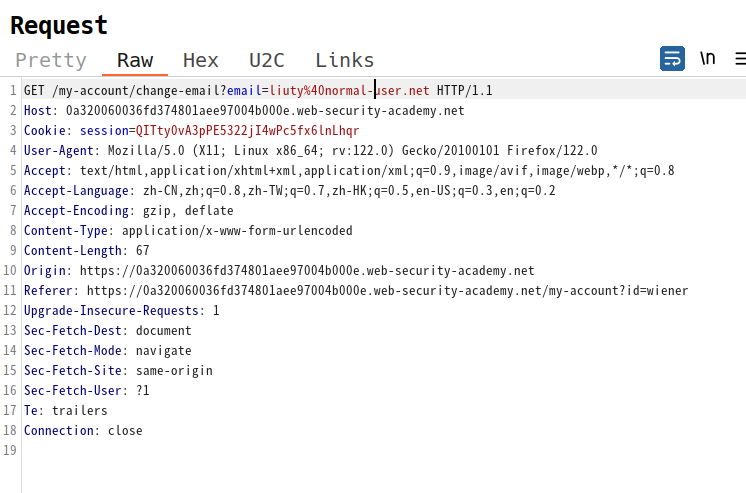 Request
Pretty Raw Hex U2C Links \n
1 GET /my-account/change-email?email=liuty%40normal-user.net HTTP/1.1
2 Host: 0a320060036fd374801aee97004b000e.web-security-academy.net
3 Cookie: session=QITty0vA3pPE5322jI4wPc5fx6lnLhqr
4 User-Agent: Mozilla/5.0 (X11; Linux x86_64; rv:122.0) Gecko/20100101 Firefox/122.0
5 Accept: text/html,application/xhtml+xml,application/xml;q=0.9,image/avif,image/webp,*/*;q=0.8
6 Accept-Language: zh-CN,zh;q=0.8,zh-TW;q=0.7,zh-HK;q=0.5,en-US;q=0.3,en;q=0.2
7 Accept-Encoding: gzip, deflate
8 Content-Type: application/x-www-form-urlencoded
9 Content-Length: 67
10 Origin: https://0a320060036fd374801aee97004b000e.web-security-academy.net
11 Referer: https://0a320060036fd374801aee97004b000e.web-security-academy.net/my-account?id=wiener
12 Upgrade-Insecure-Requests: 1
13 Sec-Fetch-Dest: document
14 Sec-Fetch-Mode: navigate
15 Sec-Fetch-Site: same-origin
16 Sec-Fetch-User: ?1
17 Te: trailers
18 Connection: close
19